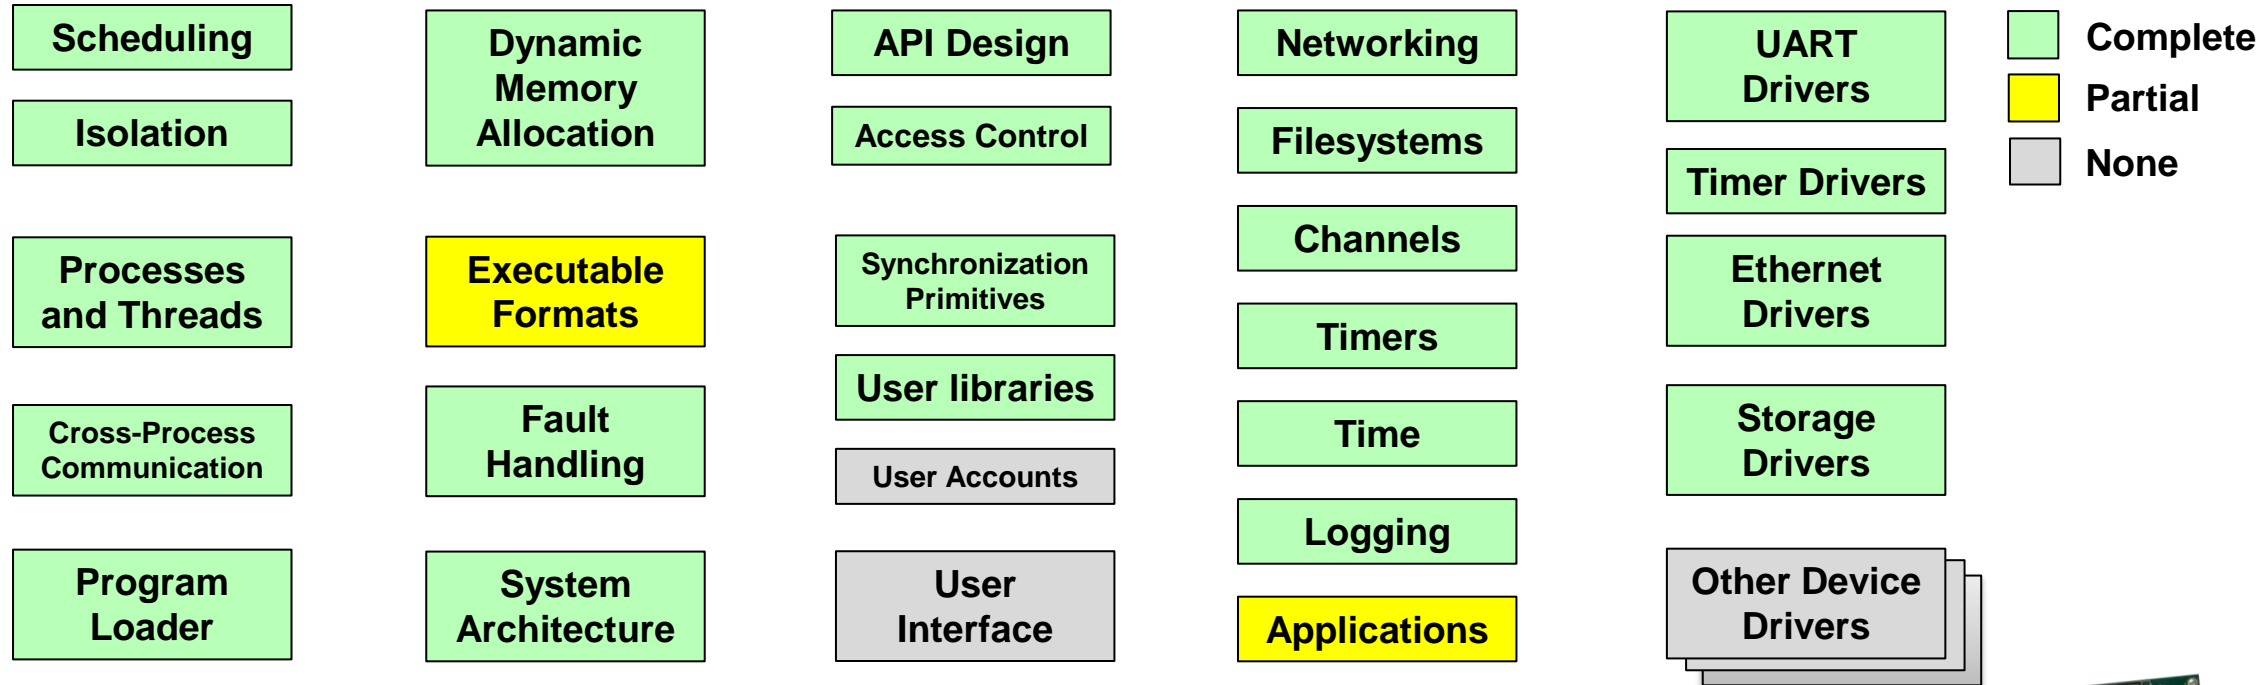 Scheduling
Isolation
Processes
and Threads
Cross-Process
Communication
Program
Loader
Dynamic
Memory
Allocation
Executable
Formats
Fault
Handling
System
Architecture
API Design
Access Control
Synchronization
Primitives
User libraries
User Accounts
User
Interface
Networking
Filesystems
Channels
Timers
Time
Logging
Applications
UART
Drivers
Timer Drivers
Ethernet
Drivers
Storage
Drivers
Other Device
Drivers
Complete
Partial
None